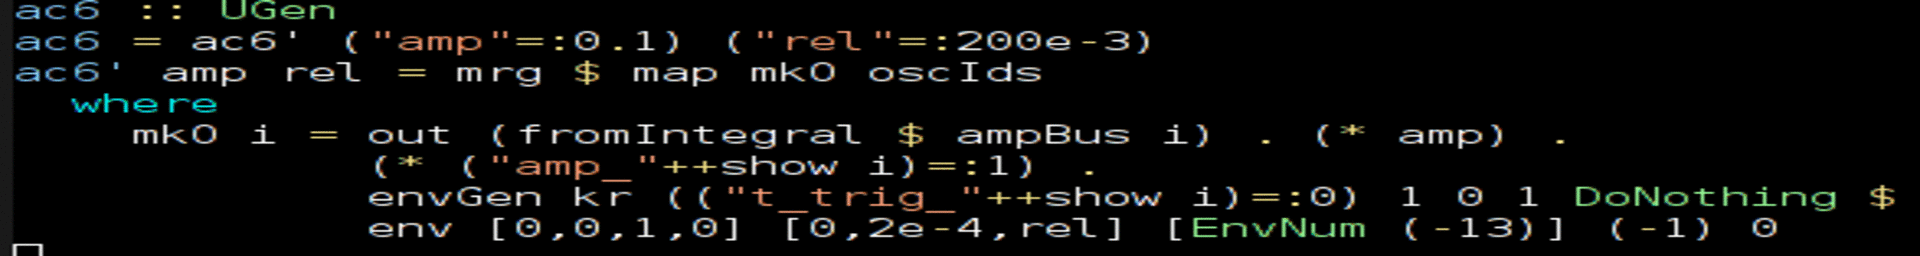 ac6 :: UGen
ac6 = ac6' ("amp"=:0.1) ("rel"=:200e-3)
ac6' amp rel = mrg $ map mkO oscIds
  where
    mkO i = out (fromIntegral $ ampBus i) . (* amp) .
            (* ("amp_"++show i)=:1) .
            envGen kr (("t_trig_"++show i)=:0) 1 0 1 DoNothing $
            env [0,0,1,0] [0,2e-4,rel] [EnvNum (-13)] (-1) 0